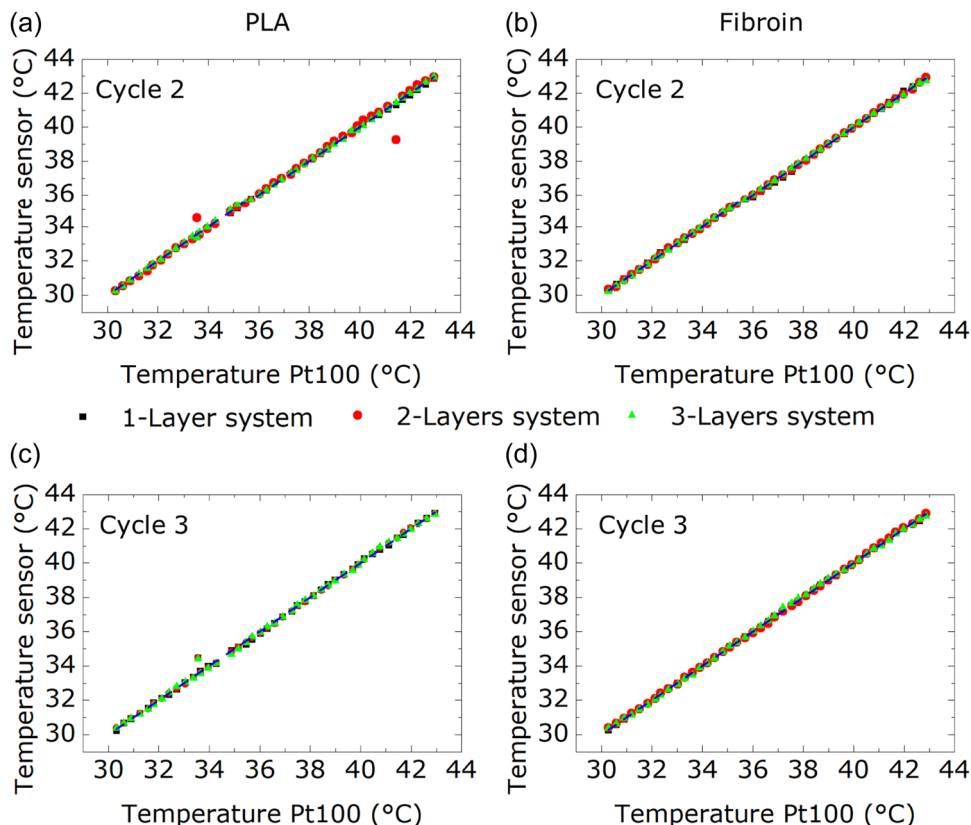 (a) PLA
(b) Fibroin
Temperature sensor (°C)
44
42
40
38
36
34
32
30
Cycle 2
30 32 34 36 38 40 42 44
Temperature Pt100 (°C)
Temperature sensor (°C)
44
42
40
38
36
34
32
30
Cycle 2
30 32 34 36 38 40 42 44
Temperature Pt100 (°C)
1-Layer system 2-Layers system 3-Layers system
(c)
(d)
Temperature sensor (°C)
44
42
40
38
36
34
32
30
Cycle 3
30 32 34 36 38 40 42 44
Temperature Pt100 (°C)
Temperature sensor (°C)
44
42
40
38
36
34
32
30
Cycle 3
30 32 34 36 38 40 42 44
Temperature Pt100 (°C)